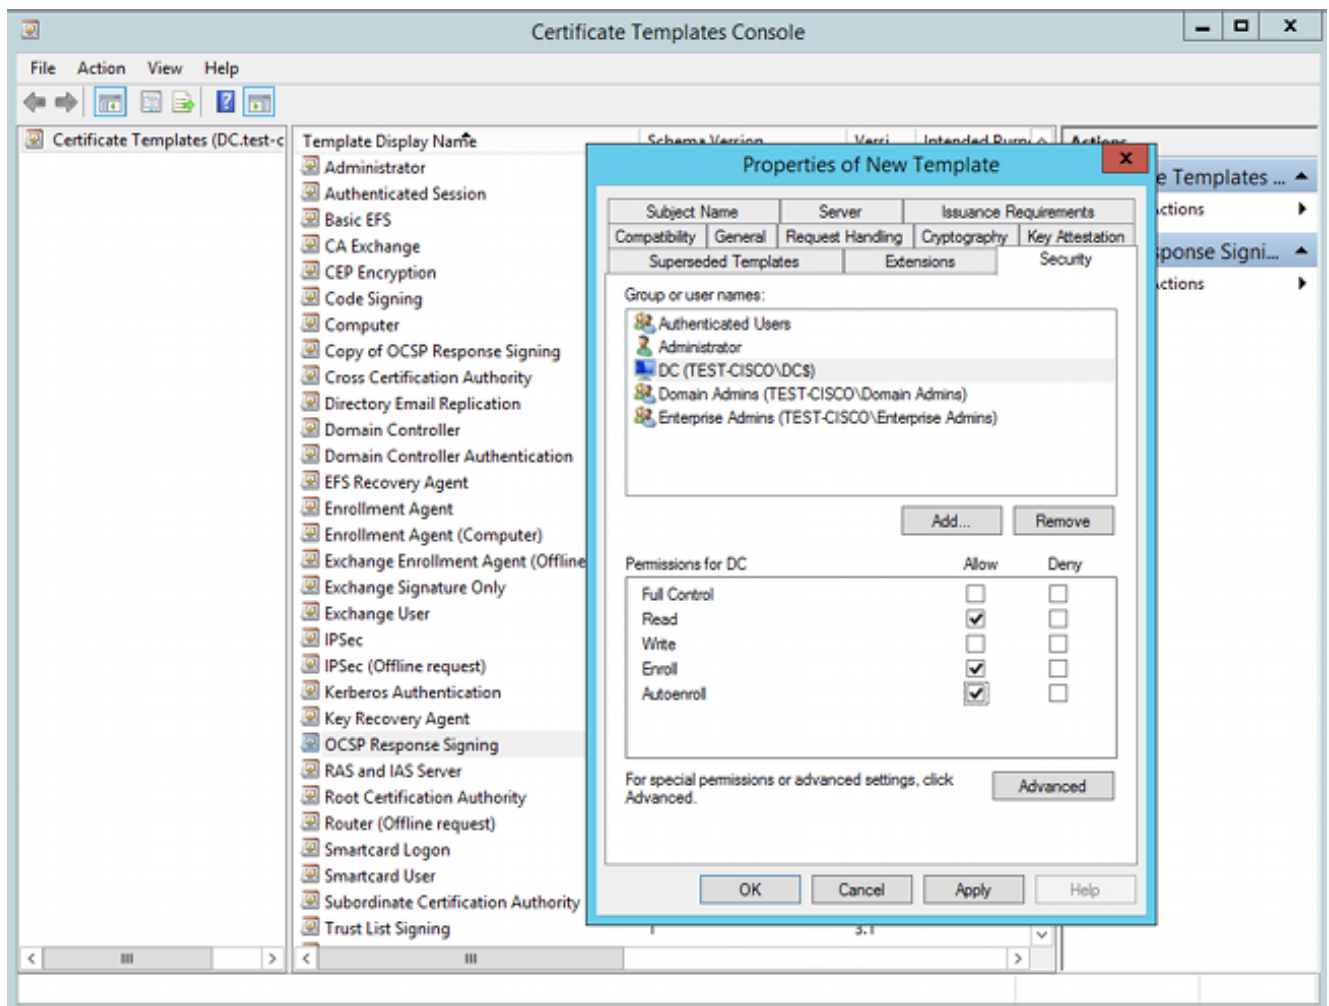 Certificate Templates Console
File Action View Help
Certificate Templates (DC.test-c
Template Display Name Schema Version Versi Intended Purp Actions
Administrator
Authenticated Session
Basic EFS
CA Exchange
CEP Encryption
Code Signing
Computer
Copy of OCSP Response Signing
Cross Certification Authority
Directory Email Replication
Domain Controller
Domain Controller Authentication
EFS Recovery Agent
Enrollment Agent
Enrollment Agent (Computer)
Exchange Enrollment Agent (Offline
Exchange Signature Only
Exchange User
IPSec
IPSec (Offline request)
Kerberos Authentication
Key Recovery Agent
OCSP Response Signing
RAS and IAS Server
Root Certification Authority
Router (Offline request)
Smartcard Logon
Smartcard User
Subordinate Certification Authority
Trust List Signing 1 3.1
Properties of New Template
Subject Name Server Issuance Requirements
Compatibility General Request Handling Cryptography Key Attestation
Superseded Templates Extensions Security
Group or user names:
Authenticated Users
Administrator
DC (TEST-CISCO\DC$)
Domain Admins (TEST-CISCO\Domain Admins)
Enterprise Admins (TEST-CISCO\Enterprise Admins)
Add... Remove
Permissions for DC Allow Deny
Full Control
Read
Write
Enroll
Autoenroll
For special permissions or advanced settings, click
Advanced.
Advanced
OK Cancel Apply Help
e Templates ...
ctions
ponse Signi...
ctions